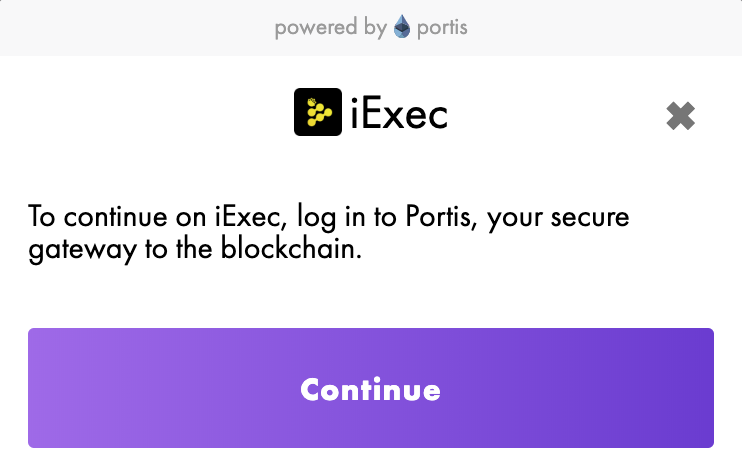 powered by portis
iExec
To continue on iExec, log in to Portis, your secure
gateway to the blockchain.
Continue